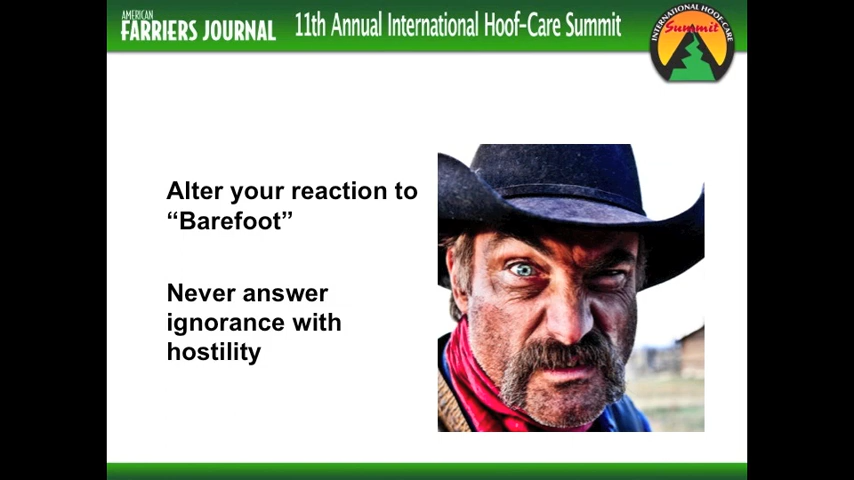 AMERICAN
FARRIERS JOURNAL
11th Annual International Hoof-Care Summit
INTERNATIONAL HOOF-CARE
Summit
Alter your reaction to
“Barefoot”
Never answer
ignorance with
hostility